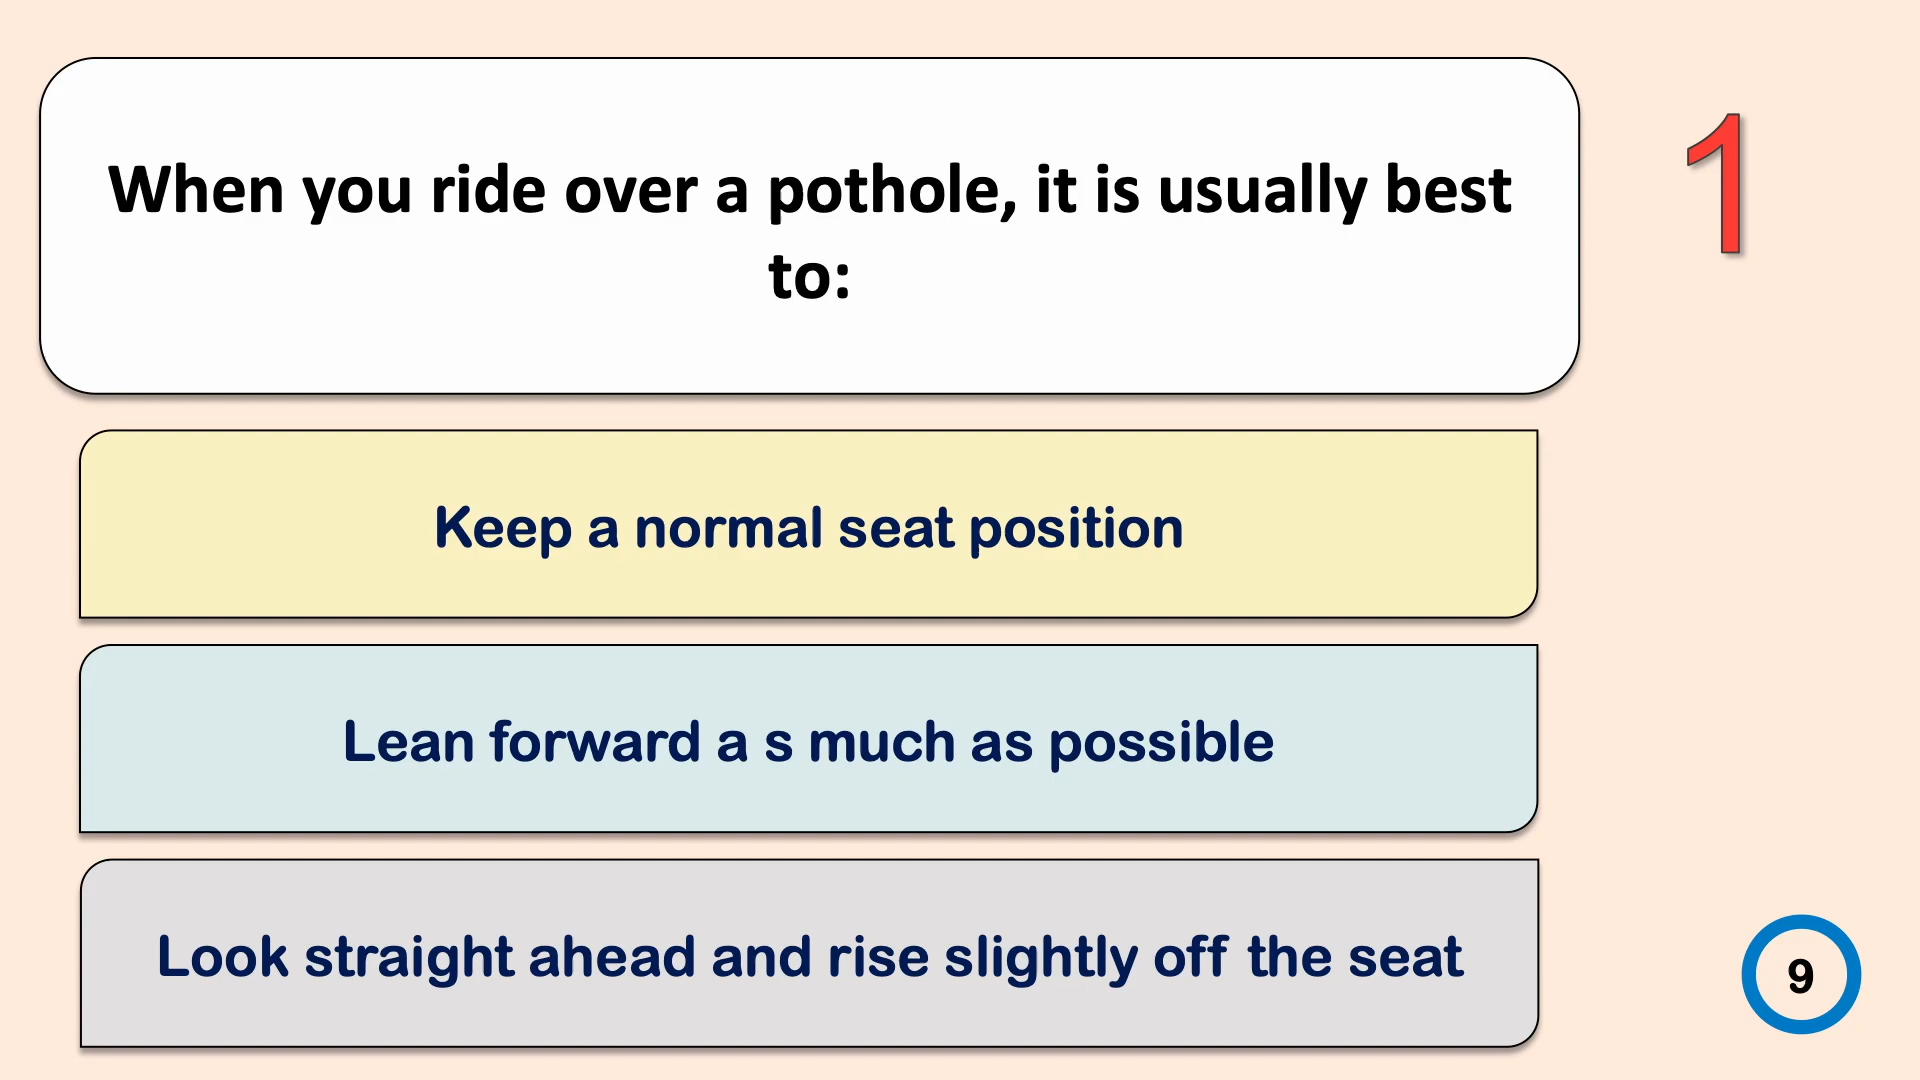 When you ride over a pothole, it is usually best
to:
1
Keep a normal seat position
Lean forward a s much as possible
Look straight ahead and rise slightly off the seat
9